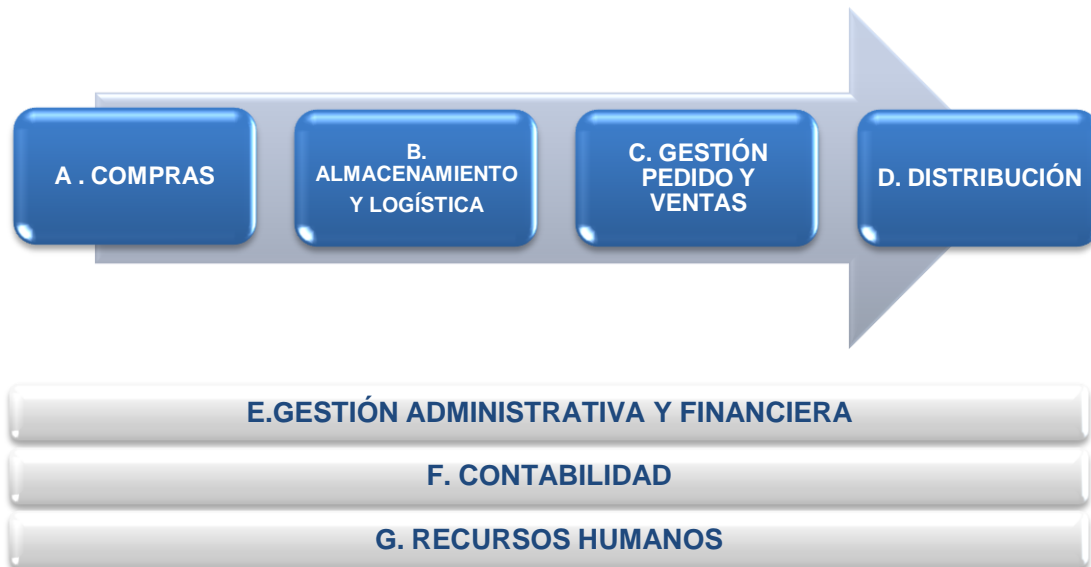 A . COMPRAS
B.
ALMACENAMIENTO
Y LOGÍSTICA
C. GESTIÓN
PEDIDO Y
VENTAS
D. DISTRIBUCIÓN
E.GESTIÓN ADMINISTRATIVA Y FINANCIERA
F. CONTABILIDAD
G. RECURSOS HUMANOS